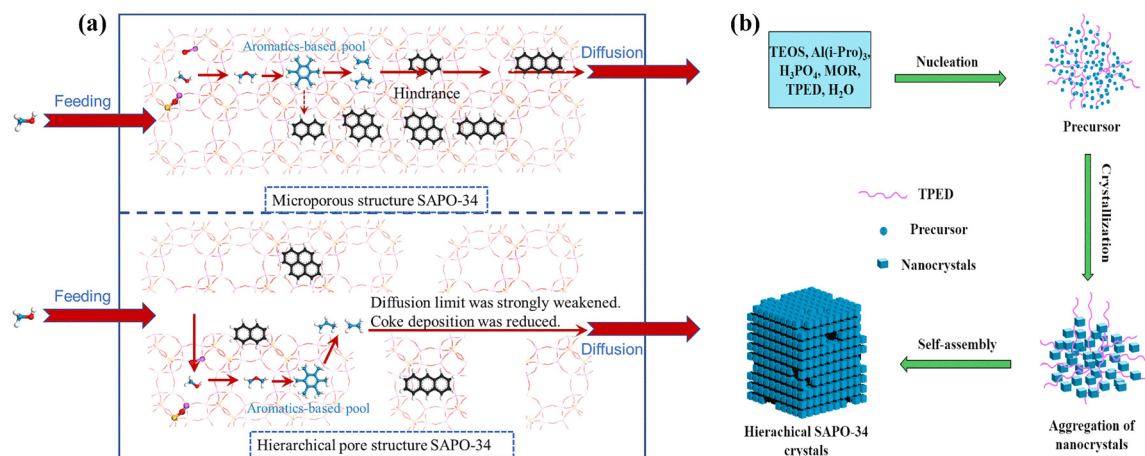 (a)
Aromatics-based pool
Diffusion
Feeding
Hindrance
Microporous structure SAPO-34
Feeding
Diffusion limit was strongly weakened.
Coke deposition was reduced.
Diffusion
Aromatics-based pool
Hierarchical pore structure SAPO-34
(b)
TEOS, Al(i-Pro)₃,
H₃PO₄, MOR,
TPED, H₂O
Nucleation
Precursor
Crystallization
TPED
Precursor
Nanocrystals
Self-assembly
Hierachical SAPO-34
crystals
Aggregation of
nanocrystals